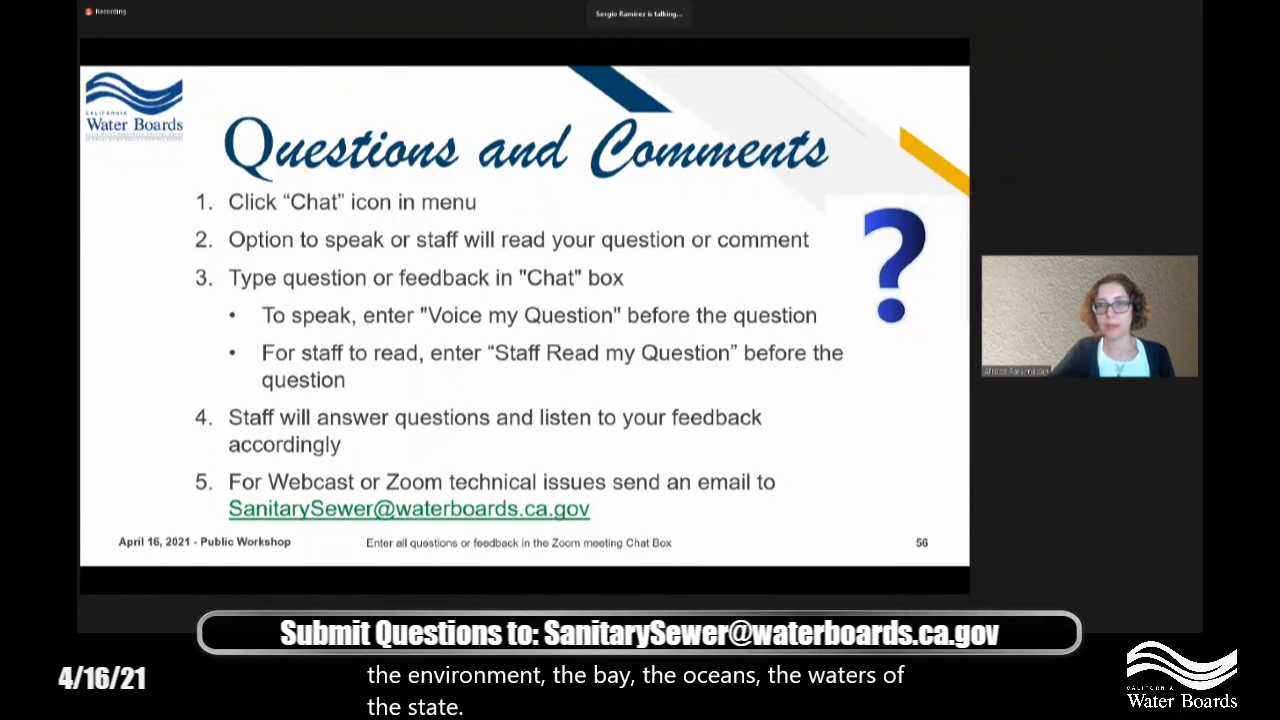 Recording
Sergio Ramirez is talking...
CALIFORNIA
Water Boards
Questions and Comments
1. Click “Chat” icon in menu
2. Option to speak or staff will read your question or comment
3. Type question or feedback in "Chat" box
• To speak, enter "Voice my Question" before the question
• For staff to read, enter “Staff Read my Question” before the
question
4. Staff will answer questions and listen to your feedback
accordingly
5. For Webcast or Zoom technical issues send an email to
SanitarySewer@waterboards.ca.gov
?
April 16, 2021 - Public Workshop
Enter all questions or feedback in the Zoom meeting Chat Box
56
Submit Questions to: SanitarySewer@waterboards.ca.gov
4/16/21
the environment, the bay, the oceans, the waters of
the state.
CALIFORNIA
Water Boards